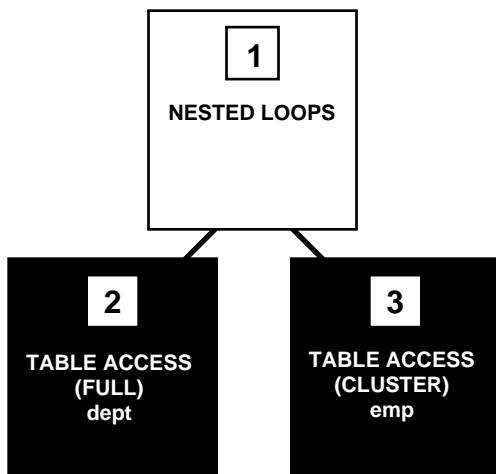 1
NESTED LOOPS
2
TABLE ACCESS
(FULL)
dept
3
TABLE ACCESS
(CLUSTER)
emp